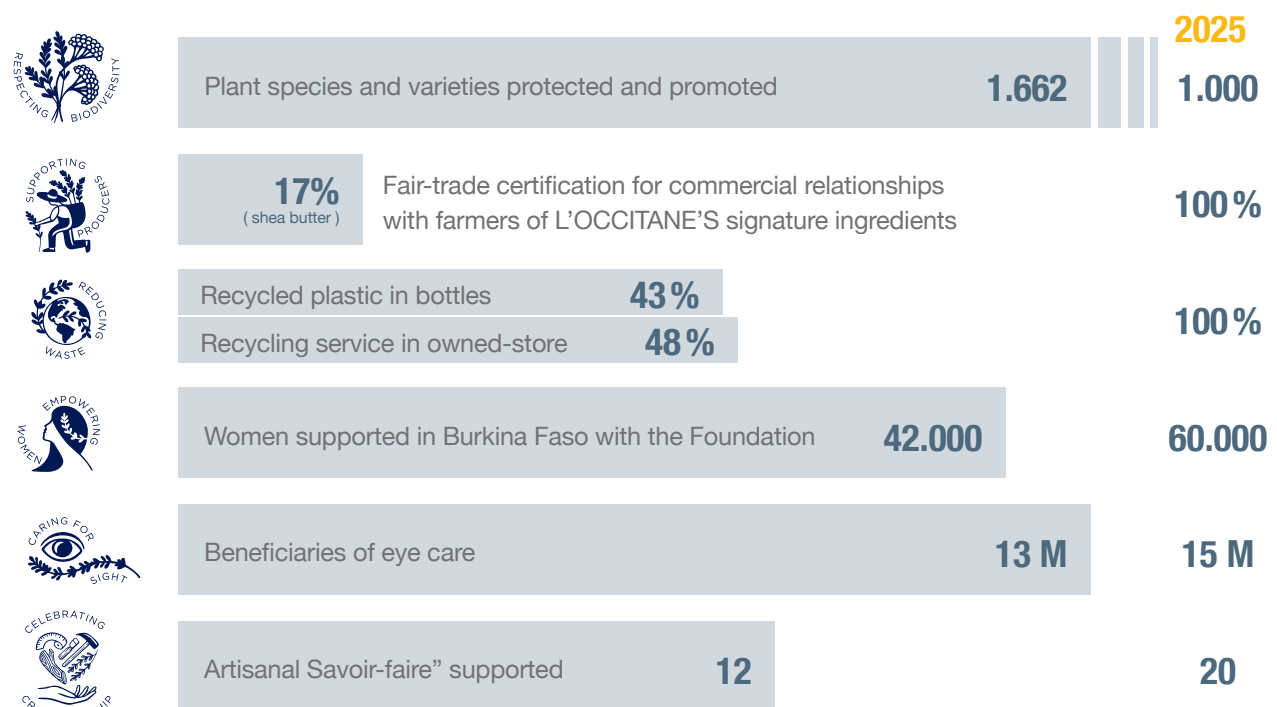 2025
RESPECTING BIODIVERSITY
Plant species and varieties protected and promoted 1.662 1.000
SUPPORTING PRODUCERS
17%
( shea butter )
Fair-trade certification for commercial relationships
with farmers of L’OCCITANE’S signature ingredients
100 %
REDUCING WASTE
Recycled plastic in bottles 43 %
Recycling service in owned-store 48 %
100 %
EMPOWERING WOMEN
Women supported in Burkina Faso with the Foundation 42.000 60.000
CARING FOR SIGHT
Beneficiaries of eye care 13 M 15 M
CELEBRATING
Artisanal Savoir-faire” supported 12 20